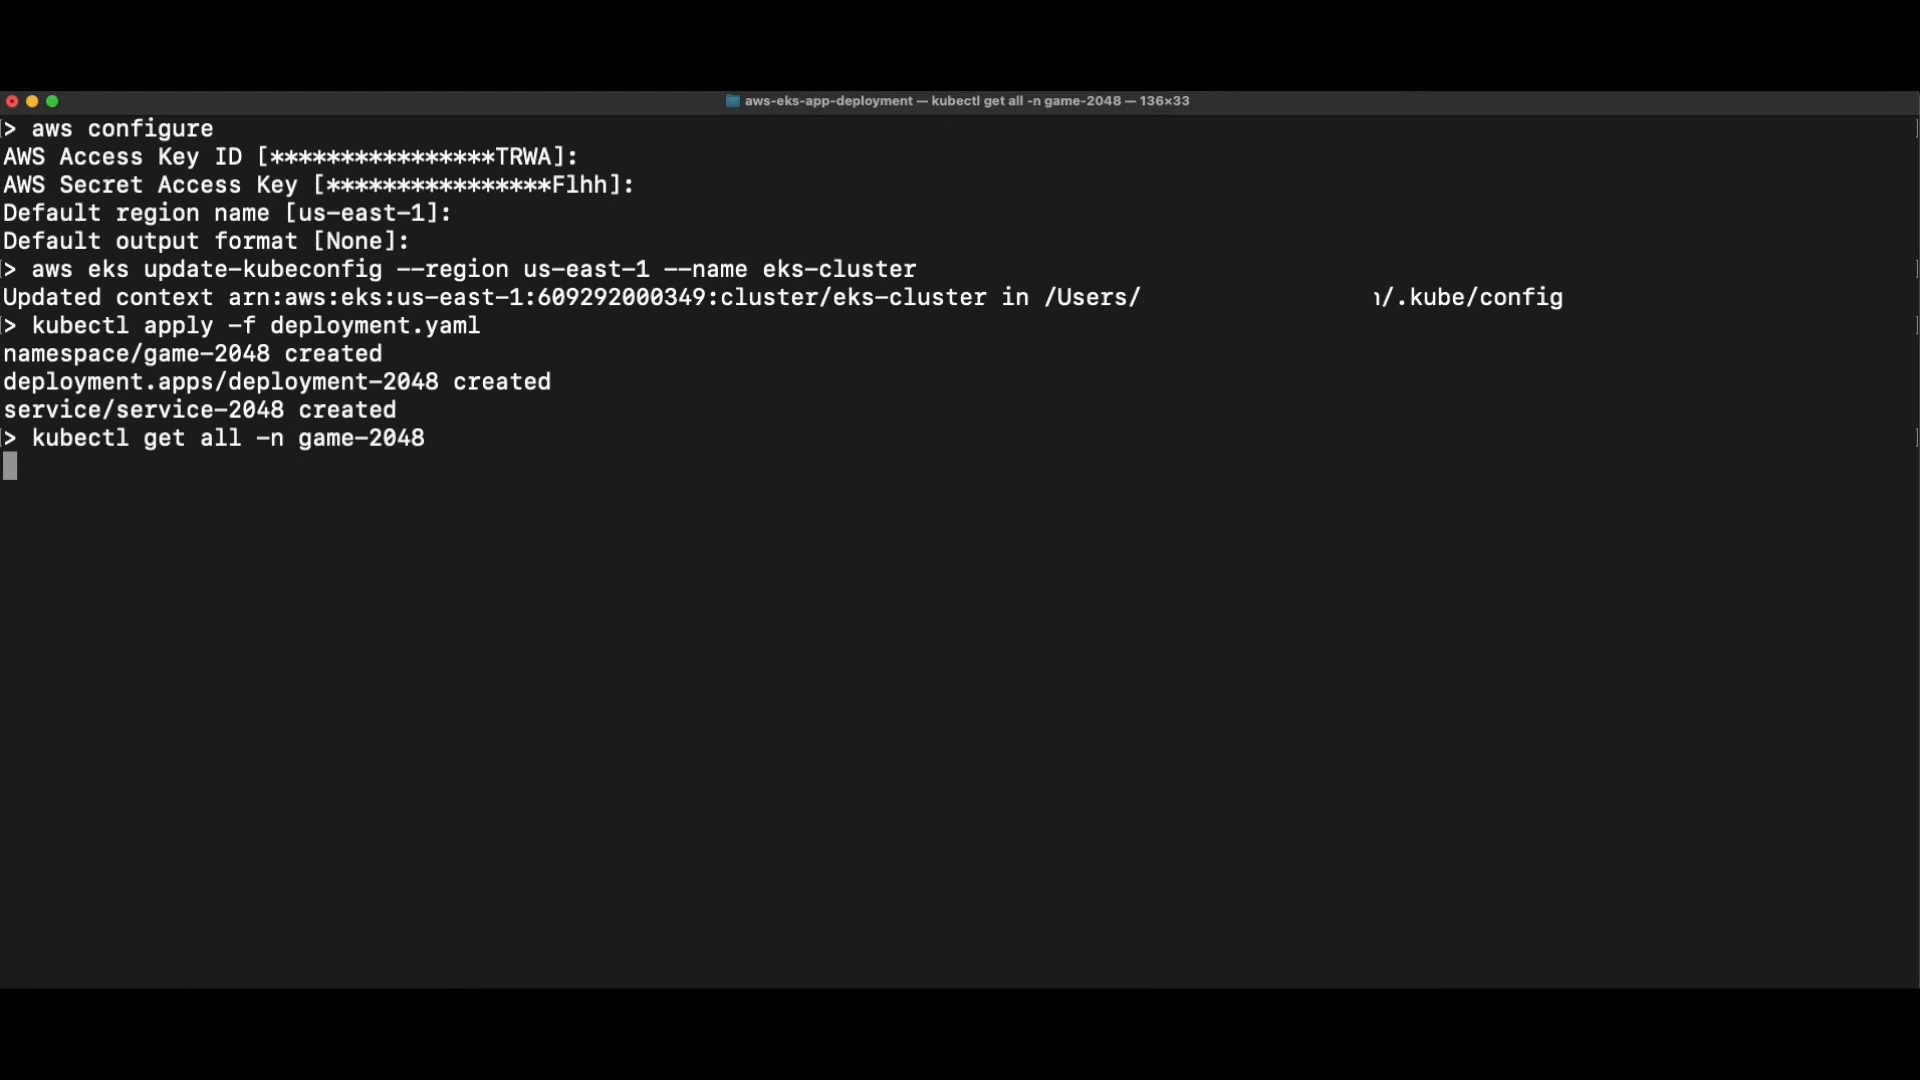 aws-eks-app-deployment — kubectl get all -n game-2048 — 136×33
> aws configure
AWS Access Key ID [****************TRWA]:
AWS Secret Access Key [****************Flhh]:
Default region name [us-east-1]:
Default output format [None]:
> aws eks update-kubeconfig --region us-east-1 --name eks-cluster
Updated context arn:aws:eks:us-east-1:609292000349:cluster/eks-cluster in /Users/ /.kube/config
> kubectl apply -f deployment.yaml
namespace/game-2048 created
deployment.apps/deployment-2048 created
service/service-2048 created
> kubectl get all -n game-2048